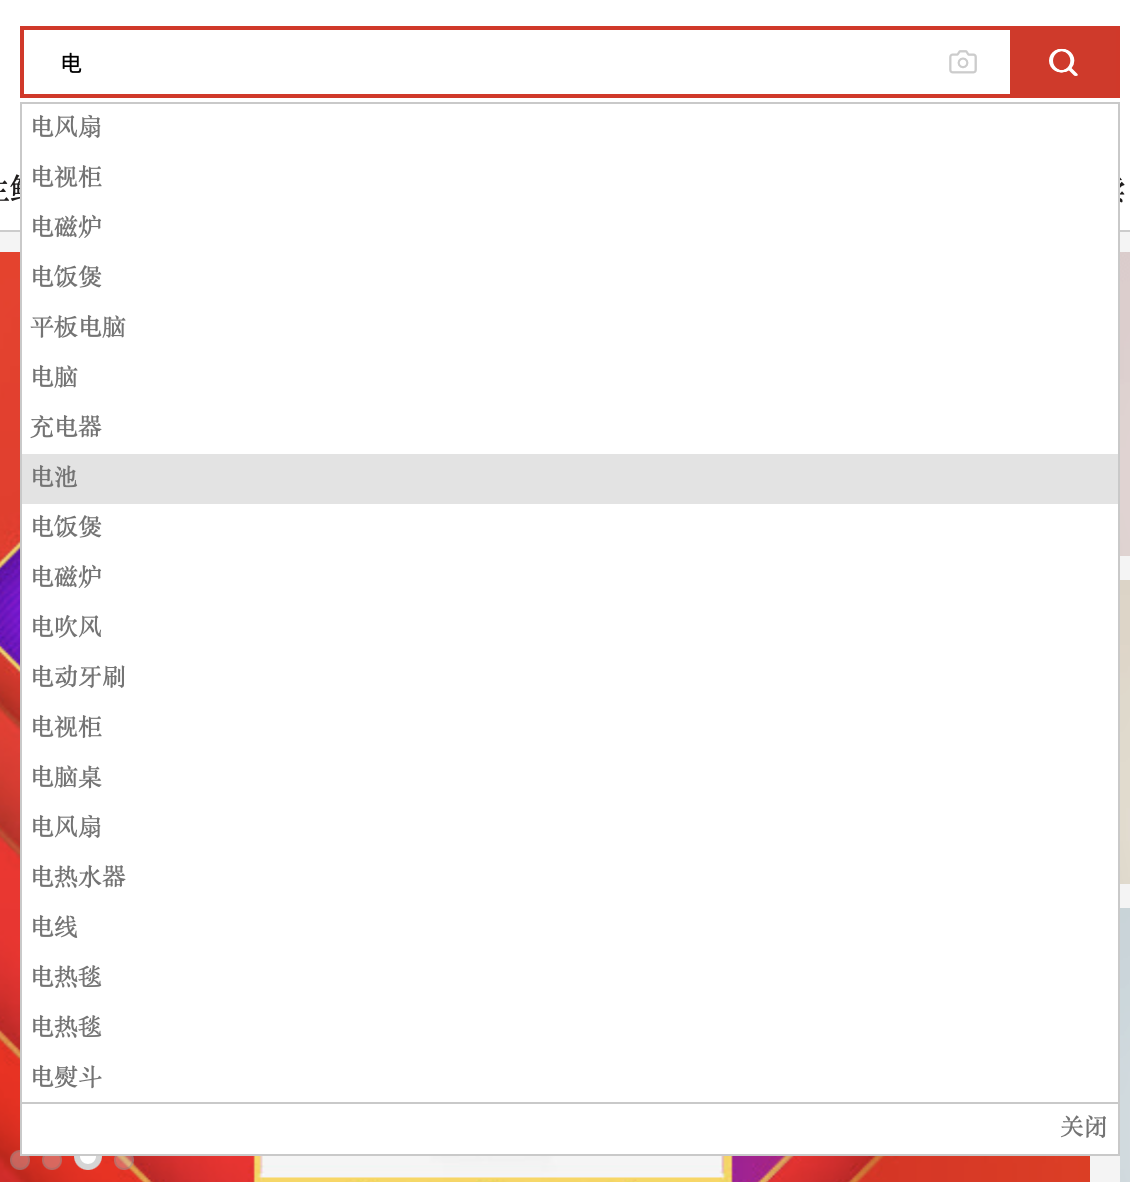 电
电风扇
电视柜
电磁炉
电饭煲
平板电脑
电脑
充电器
电池
电饭煲
电磁炉
电吹风
电动牙刷
电视柜
电脑桌
电风扇
电热水器
电线
电热毯
电热毯
电熨斗
关闭